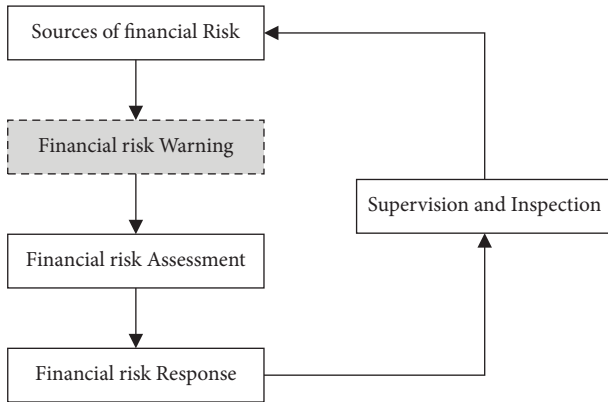 Sources of financial Risk
Financial risk Warning
Supervision and Inspection
Financial risk Assessment
Financial risk Response